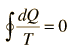 ∮ dQ/T = 0